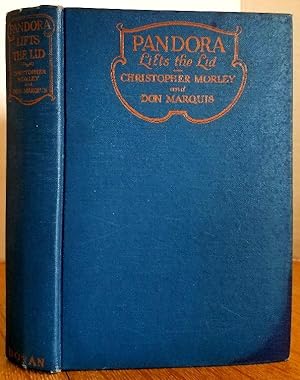 PANDORA
LIFTS
THE LID
CHRISTOPHER
MORLEY
DON MARQUIS
DORAN
PANDORA
Lifts the Lid
CHRISTOPHER MORLEY
and
DON MARQUIS